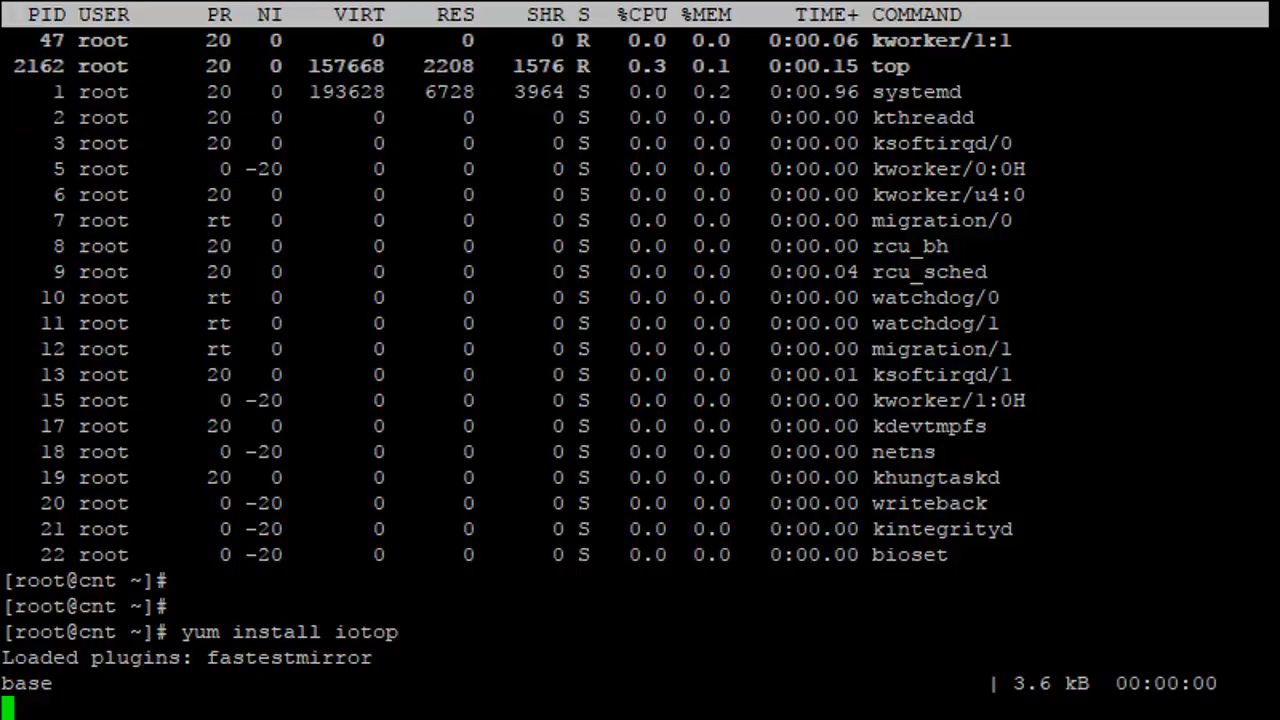 PID USER PR NI VIRT RES SHR S %CPU %MEM TIME+ COMMAND
47 root 20 0 0 0 0 R 0.0 0.0 0:00.06 kworker/1:1
2162 root 20 0 157668 2208 1576 R 0.3 0.1 0:00.15 top
1 root 20 0 193628 6728 3964 S 0.0 0.2 0:00.96 systemd
2 root 20 0 0 0 0 S 0.0 0.0 0:00.00 kthreadd
3 root 20 0 0 0 0 S 0.0 0.0 0:00.00 ksoftirqd/0
5 root 0 -20 0 0 0 S 0.0 0.0 0:00.00 kworker/0:0H
6 root 20 0 0 0 0 S 0.0 0.0 0:00.00 kworker/u4:0
7 root rt 0 0 0 0 S 0.0 0.0 0:00.00 migration/0
8 root 20 0 0 0 0 S 0.0 0.0 0:00.00 rcu_bh
9 root 20 0 0 0 0 S 0.0 0.0 0:00.04 rcu_sched
10 root rt 0 0 0 0 S 0.0 0.0 0:00.00 watchdog/0
11 root rt 0 0 0 0 S 0.0 0.0 0:00.00 watchdog/1
12 root rt 0 0 0 0 S 0.0 0.0 0:00.00 migration/1
13 root 20 0 0 0 0 S 0.0 0.0 0:00.01 ksoftirqd/1
15 root 0 -20 0 0 0 S 0.0 0.0 0:00.00 kworker/1:0H
17 root 20 0 0 0 0 S 0.0 0.0 0:00.00 kdevtmpfs
18 root 0 -20 0 0 0 S 0.0 0.0 0:00.00 netns
19 root 20 0 0 0 0 S 0.0 0.0 0:00.00 khungtaskd
20 root 0 -20 0 0 0 S 0.0 0.0 0:00.00 writeback
21 root 0 -20 0 0 0 S 0.0 0.0 0:00.00 kintegrityd
22 root 0 -20 0 0 0 S 0.0 0.0 0:00.00 bioset
[root@cnt ~]#
[root@cnt ~]#
[root@cnt ~]# yum install iotop
Loaded plugins: fastestmirror
base | 3.6 kB 00:00:00